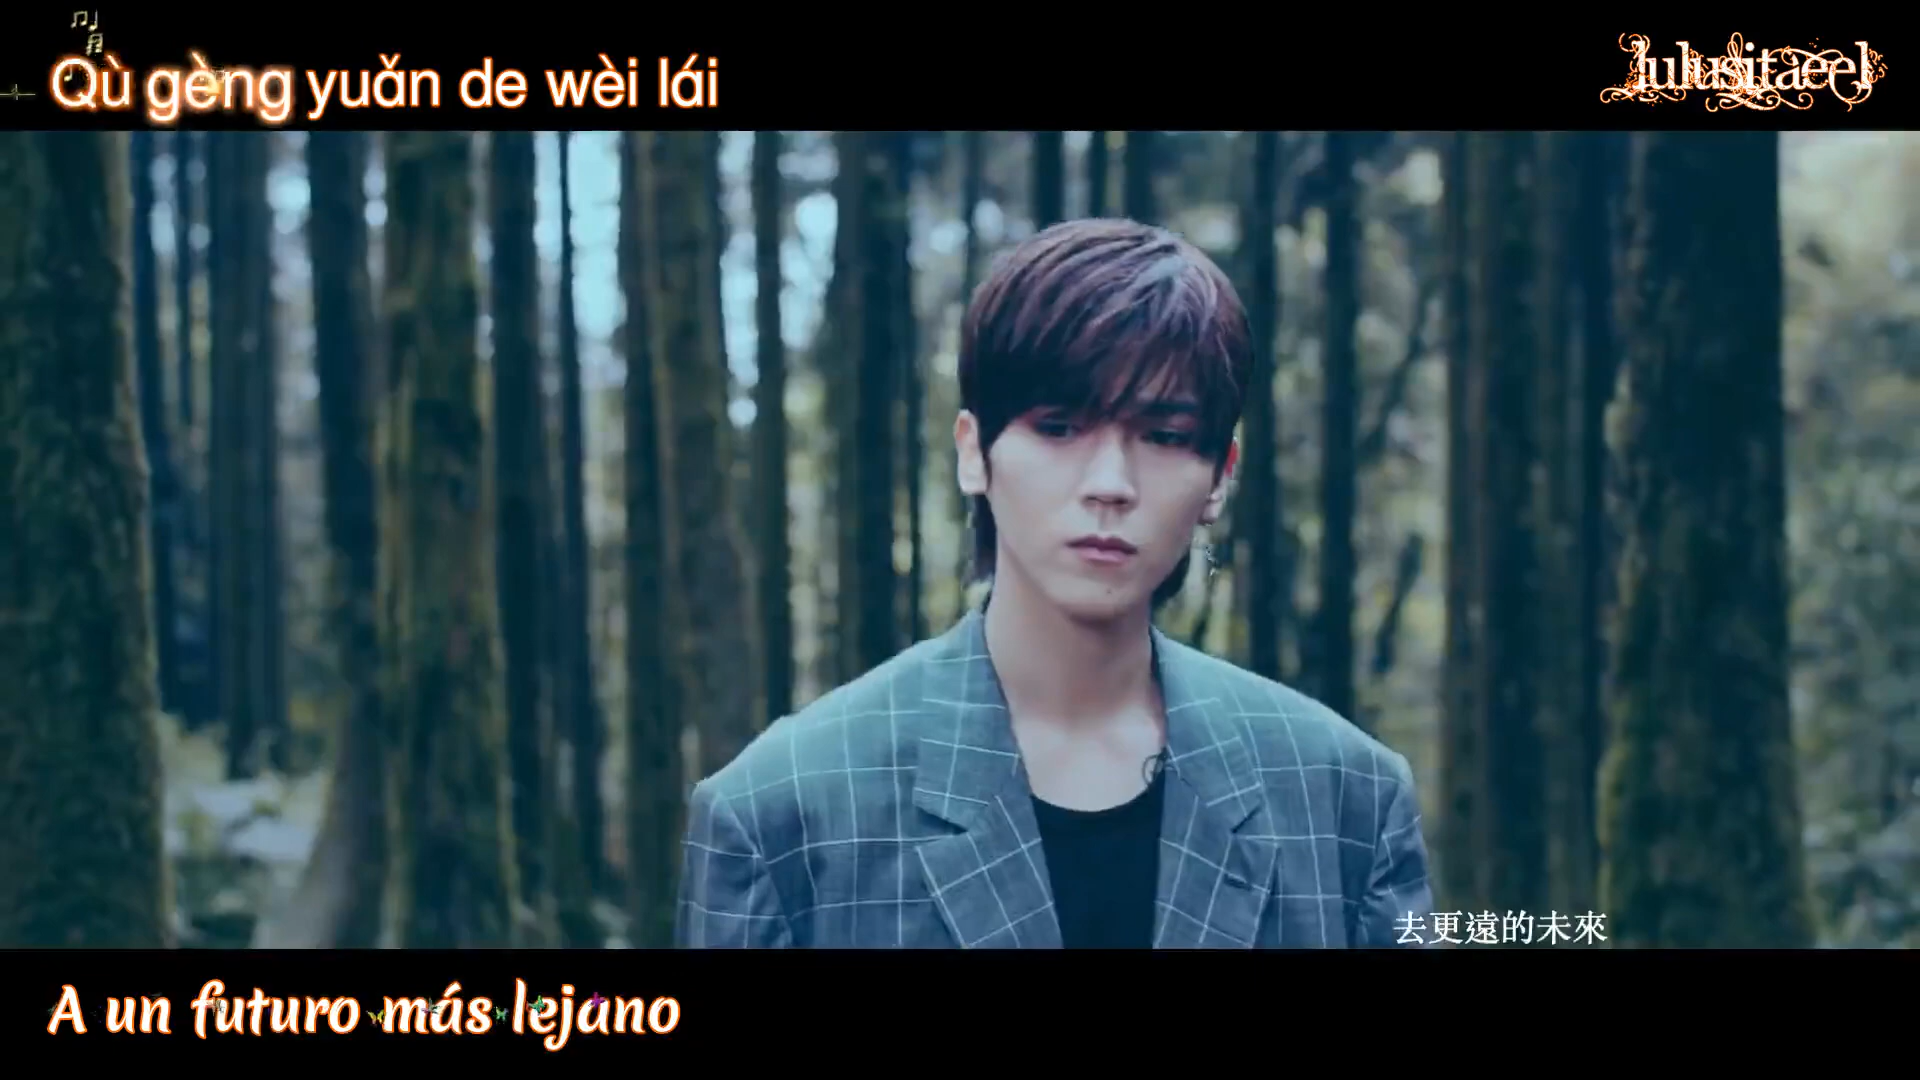 Qù gèng yuǎn de wèi lái
lulusitaeel
去更遠的未來
A un futuro más lejano